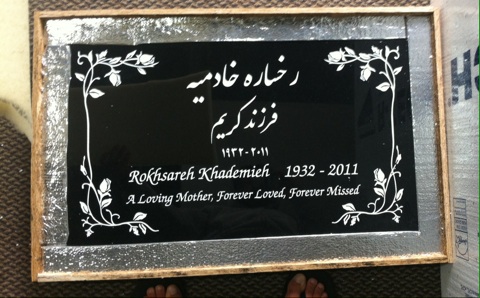 رخساره خادمیه
فرزند کریم
۱۹۳۲ - ۲۰۱۱
Rokhsareh Khademieh 1932 - 2011
A Loving Mother, Forever Loved, Forever Missed